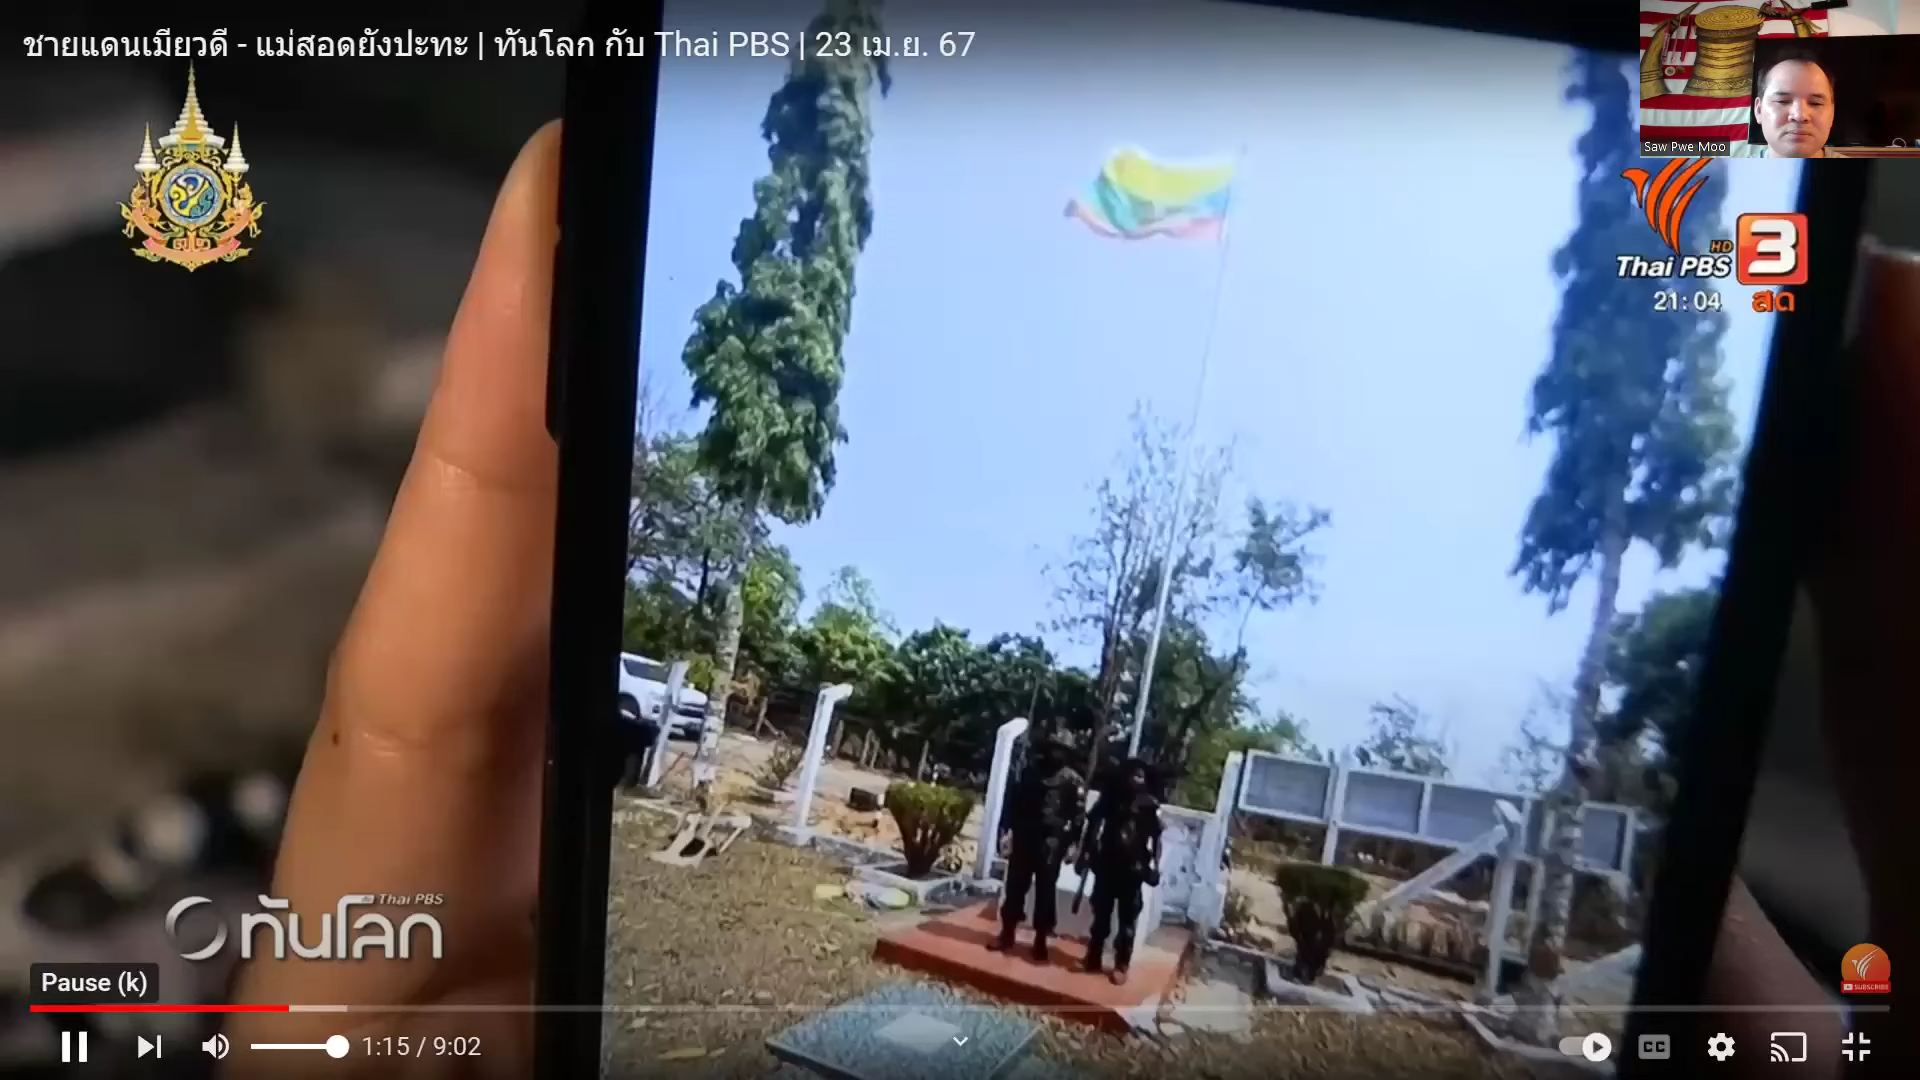 ชายแดนเมียวดี - แม่สอดยังปะทะ | ทันโลก กับ Thai PBS | 23 เม.ย. 67
Saw Pwe Moo
HD
Thai PBS 3
21:04 สด
Thai PBS
ทันโลก
Pause (k)
SUBSCRIBE
1:15 / 9:02
CC